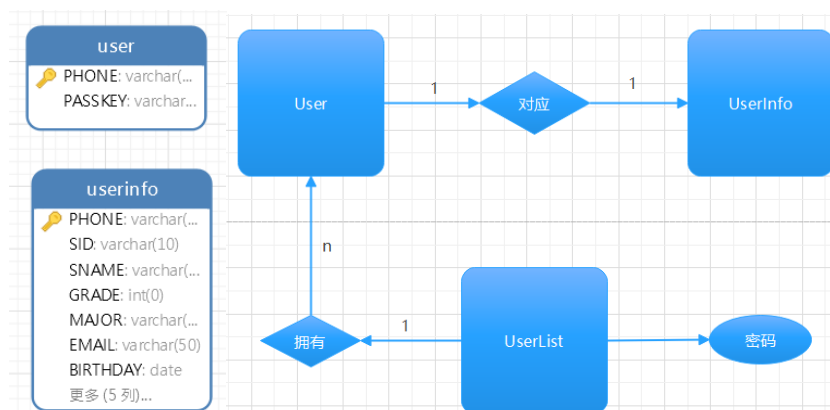 user
PHONE: varchar(...
PASSKEY: varchar...
userinfo
PHONE: varchar(...
SID: varchar(10)
SNAME: varchar(...
GRADE: int(0)
MAJOR: varchar(...
EMAIL: varchar(50)
BIRTHDAY: date
更多 (5 列)...
User
1
对应
1
UserInfo
n
拥有
1
UserList
密码